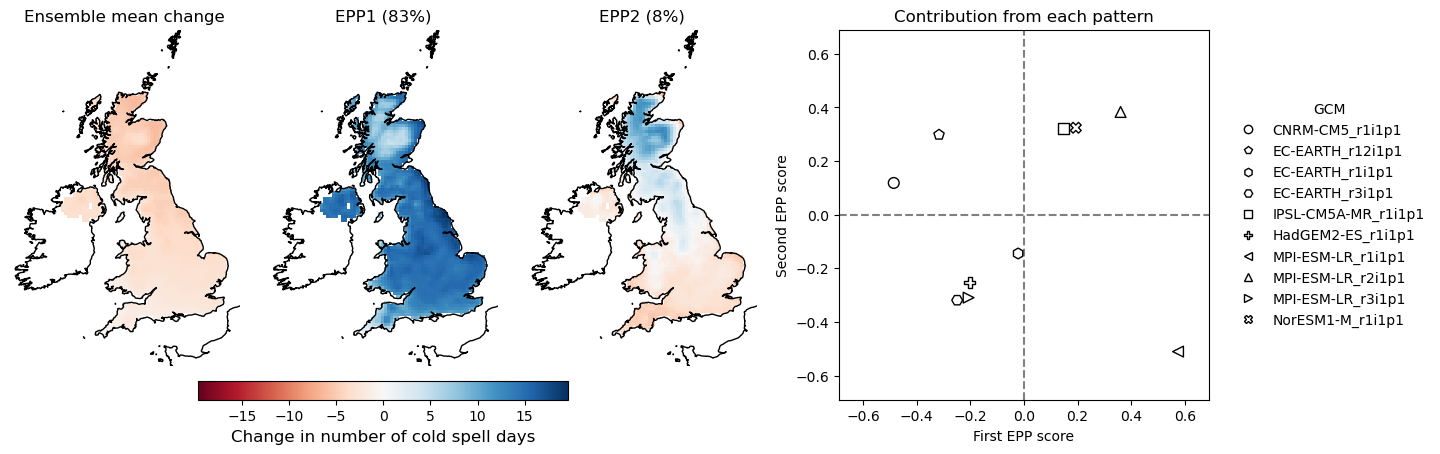 Ensemble mean change
EPP1 (83%)
EPP2 (8%)
−15 −10 −5 0 5 10 15
Change in number of cold spell days
Contribution from each pattern
Second EPP score
0.6
0.4
0.2
0.0
−0.2
−0.4
−0.6
−0.6 −0.4 −0.2 0.0 0.2 0.4 0.6
First EPP score
GCM
CNRM-CM5_r1i1p1
EC-EARTH_r12i1p1
EC-EARTH_r1i1p1
EC-EARTH_r3i1p1
IPSL-CM5A-MR_r1i1p1
HadGEM2-ES_r1i1p1
MPI-ESM-LR_r1i1p1
MPI-ESM-LR_r2i1p1
MPI-ESM-LR_r3i1p1
NorESM1-M_r1i1p1